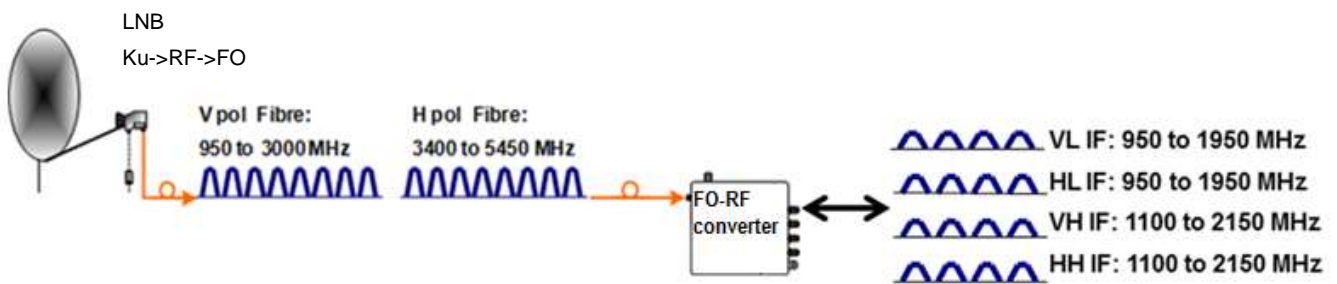 LNB
Ku->RF->FO
V pol Fibre:
950 to 3000 MHz
H pol Fibre:
3400 to 5450 MHz
FO-RF
converter
VL IF: 950 to 1950 MHz
HL IF: 950 to 1950 MHz
VH IF: 1100 to 2150 MHz
HH IF: 1100 to 2150 MHz